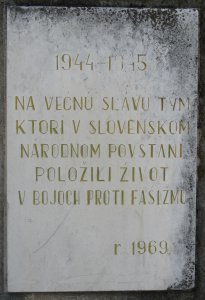 1944-1945
NA VEČNÚ SLÁVU TÝM
KTORÍ V SLOVENSKOM
NÁRODNOM POVSTANÍ
POLOŽILI ŽIVOT
V BOJOCH PROTI FAŠIZMU
r. 1969.